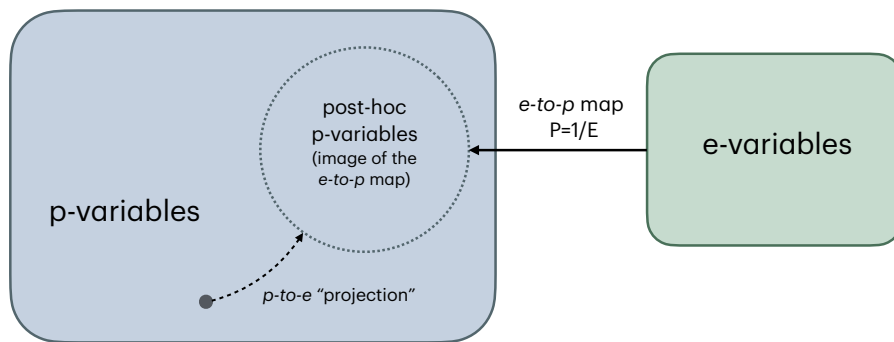 post-hoc
p-variables
(image of the
e-to-p map)
p-variables
p-to-e “projection”
e-to-p map
P=1/E
e-variables